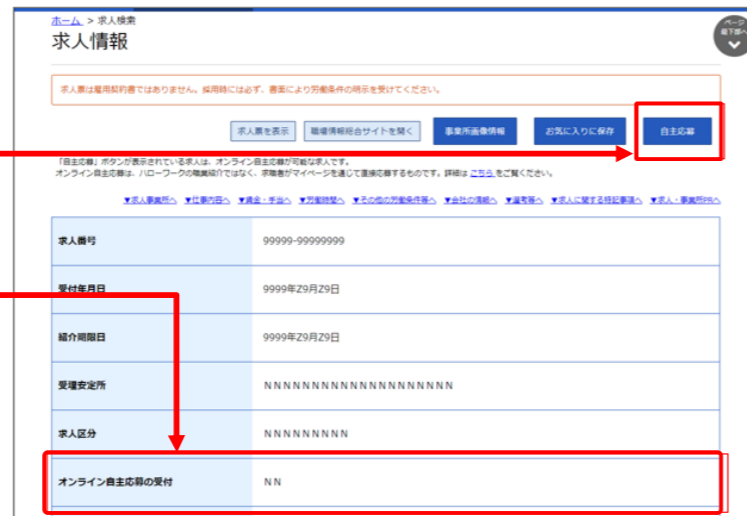 ホーム > 求人検索
求人情報
ページ
最下部へ
求人票は雇用契約書ではありません。採用時には必ず、書面により労働条件の明示を受けてください。
求人票を表示 職場情報総合サイトを開く 事業所画像情報 お気に入りに保存 自主応募
「自主応募」ボタンが表示されている求人は、オンライン自主応募が可能な求人です。
オンライン自主応募は、ハローワークの職業紹介ではなく、求職者がマイページを通じて直接応募するものです。詳細は こちら をご覧ください。
▼求人事業所へ ▼仕事内容へ ▼賃金・手当へ ▼労働時間へ ▼その他の労働条件等へ ▼会社の情報へ ▼選考等へ ▼求人に関する特記事項へ ▼求人・事業所PRへ
求人番号 99999-99999999
受付年月日 9999年Z9月Z9日
紹介期限日 9999年Z9月Z9日
受理安定所 NNNNNNNNNNNNNNNNNNNN
求人区分 NNNNNNNNN
オンライン自主応募の受付 NN